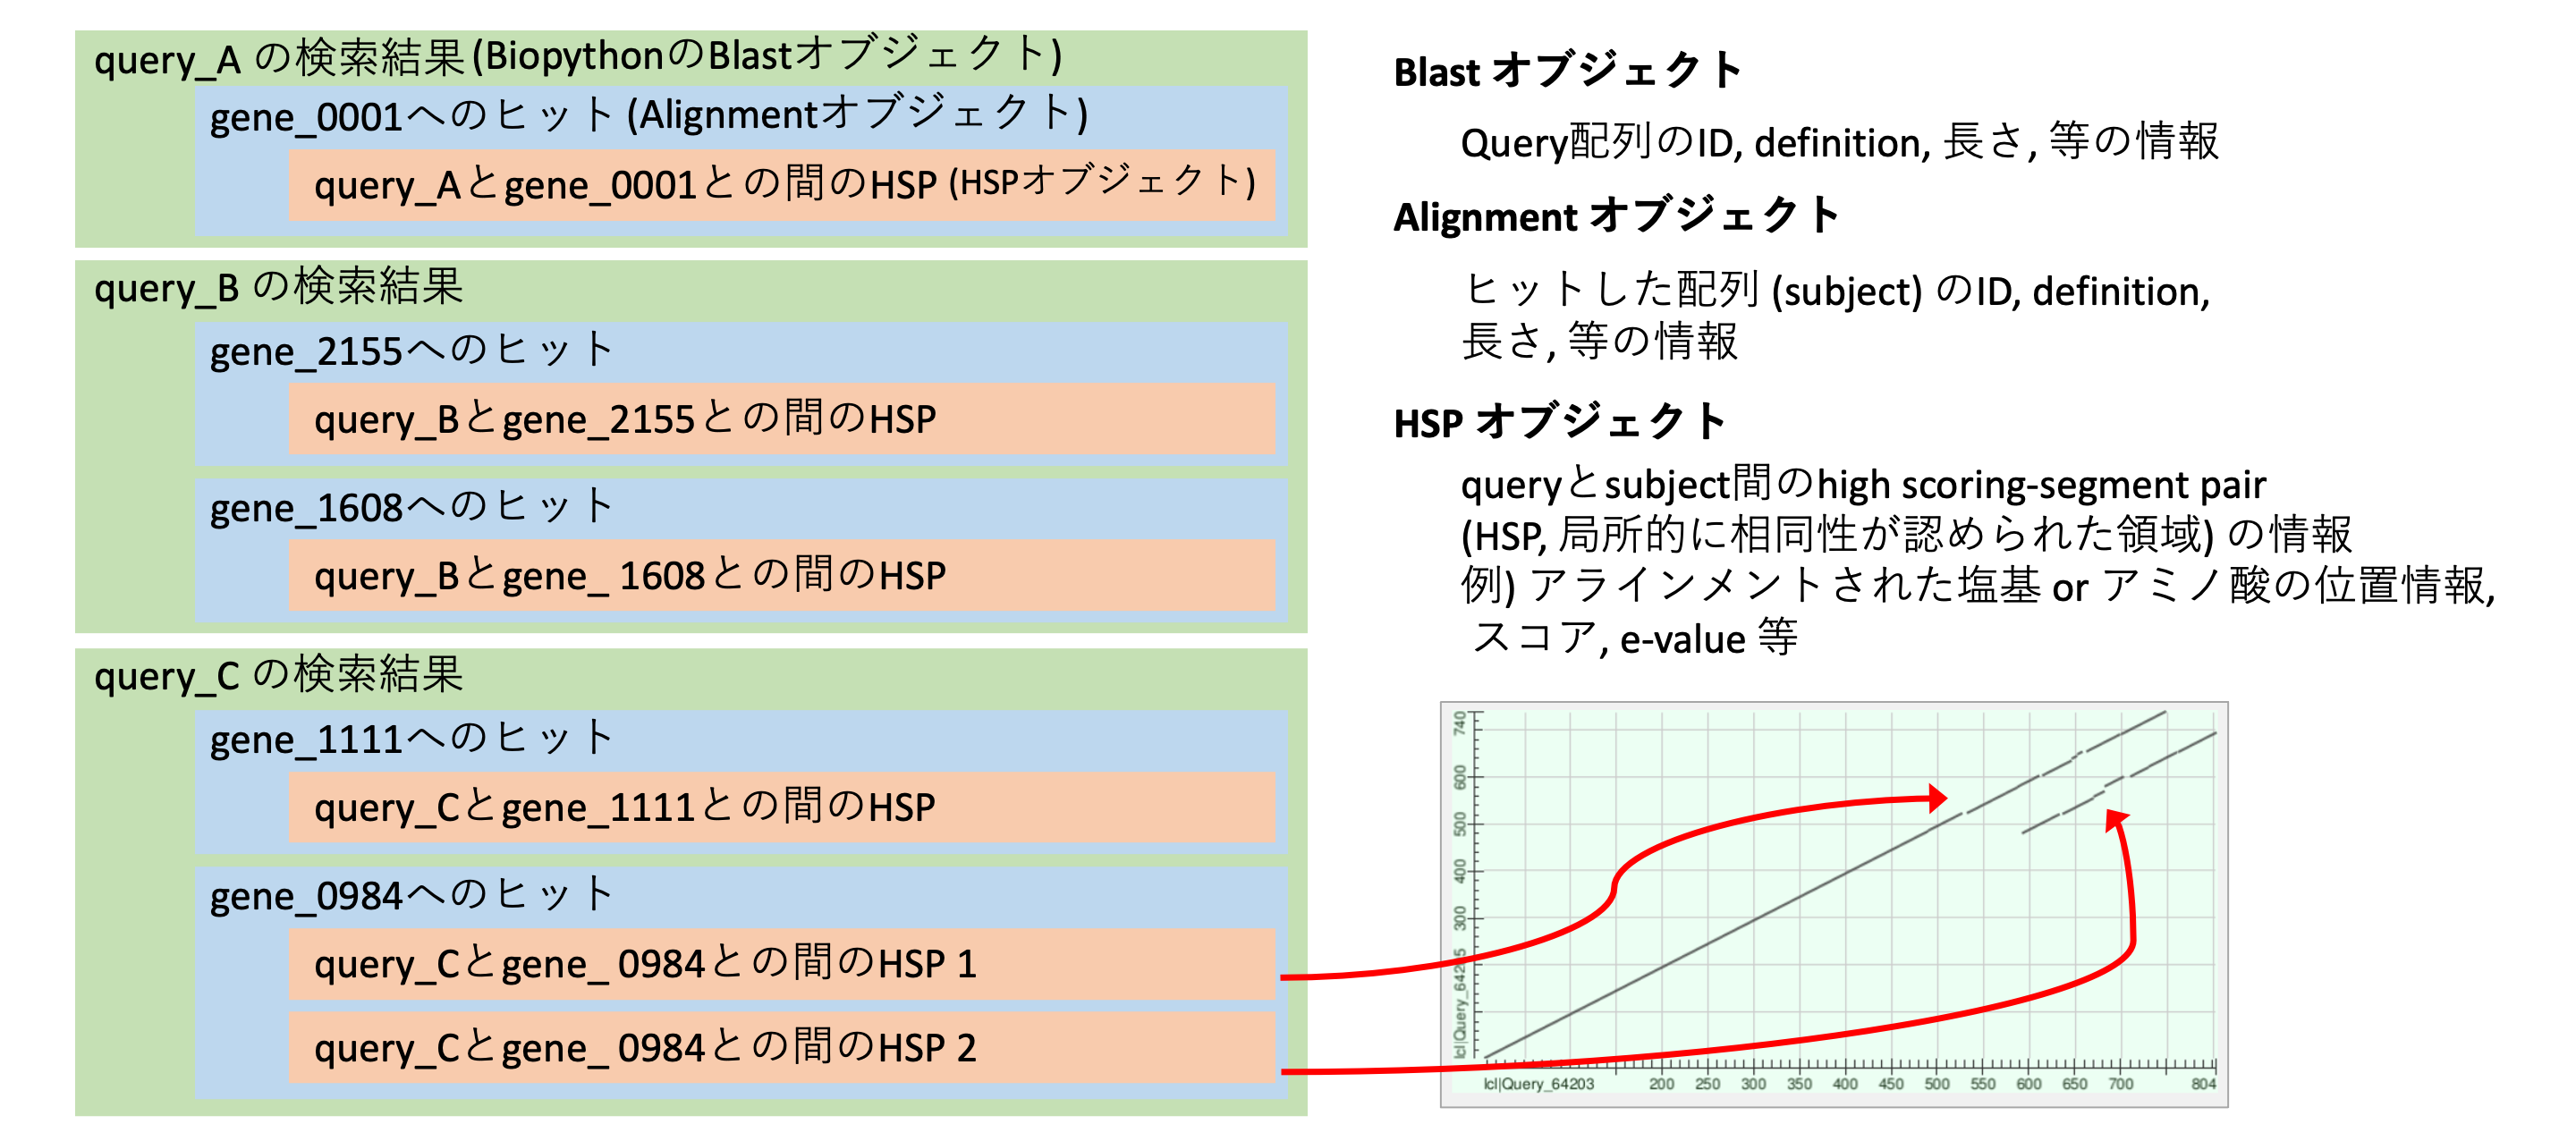 query_A の検索結果 (BiopythonのBlastオブジェクト)
gene_0001へのヒット (Alignmentオブジェクト)
query_Aとgene_0001との間のHSP (HSPオブジェクト)
query_B の検索結果
gene_2155へのヒット
query_Bとgene_2155との間のHSP
gene_1608へのヒット
query_Bとgene_ 1608との間のHSP
query_C の検索結果
gene_1111へのヒット
query_Cとgene_1111との間のHSP
gene_0984へのヒット
query_Cとgene_ 0984との間のHSP 1
query_Cとgene_ 0984との間のHSP 2
Blast オブジェクト
Query配列のID, definition, 長さ, 等の情報
Alignment オブジェクト
ヒットした配列 (subject) のID, definition,
長さ, 等の情報
HSP オブジェクト
queryとsubject間のhigh scoring-segment pair
(HSP, 局所的に相同性が認められた領域) の情報
例) アラインメントされた塩基 or アミノ酸の位置情報,
スコア, e-value 等
740
600
500
400
300
lcl|Query_64203
200 250 300 350 400 450 500 550 600 650 700 804